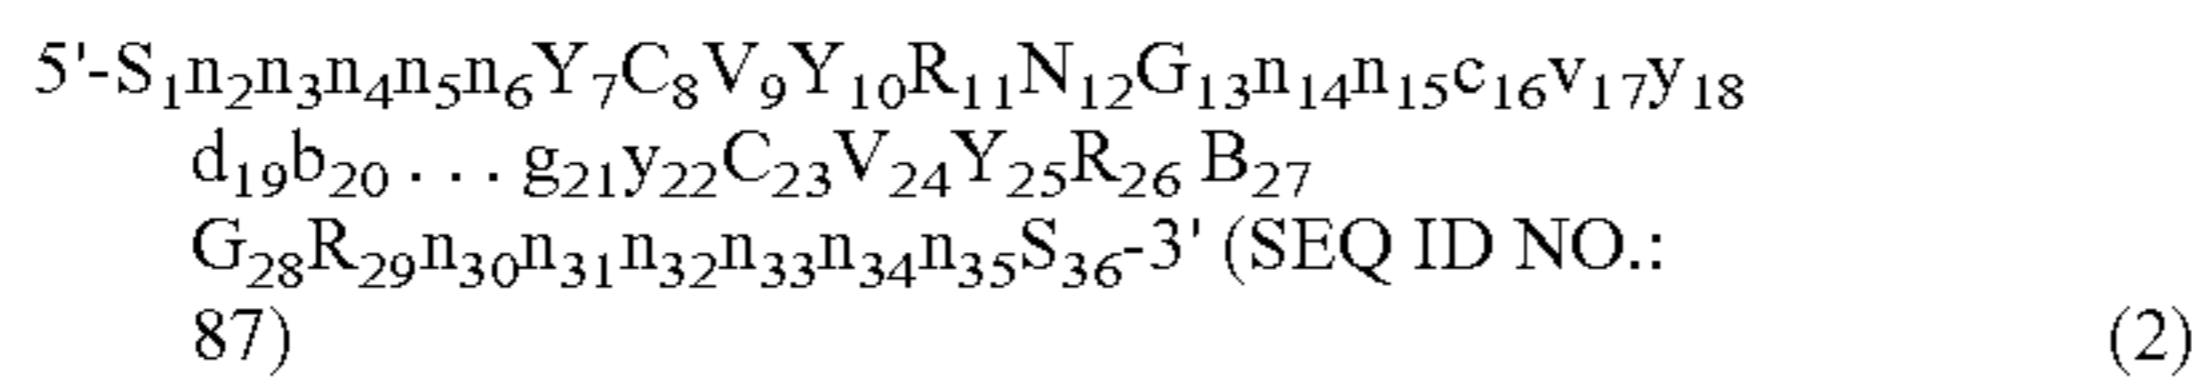 5'-S₁n₂n₃n₄n₅n₆Y₇C₈V₉Y₁₀R₁₁N₁₂G₁₃n₁₄n₁₅c₁₆v₁₇y₁₈
d₁₉b₂₀ . . . g₂₁y₂₂C₂₃V₂₄Y₂₅R₂₆ B₂₇
G₂₈R₂₉n₃₀n₃₁n₃₂n₃₃n₃₄n₃₅S₃₆-3' (SEQ ID NO.:
87) (2)